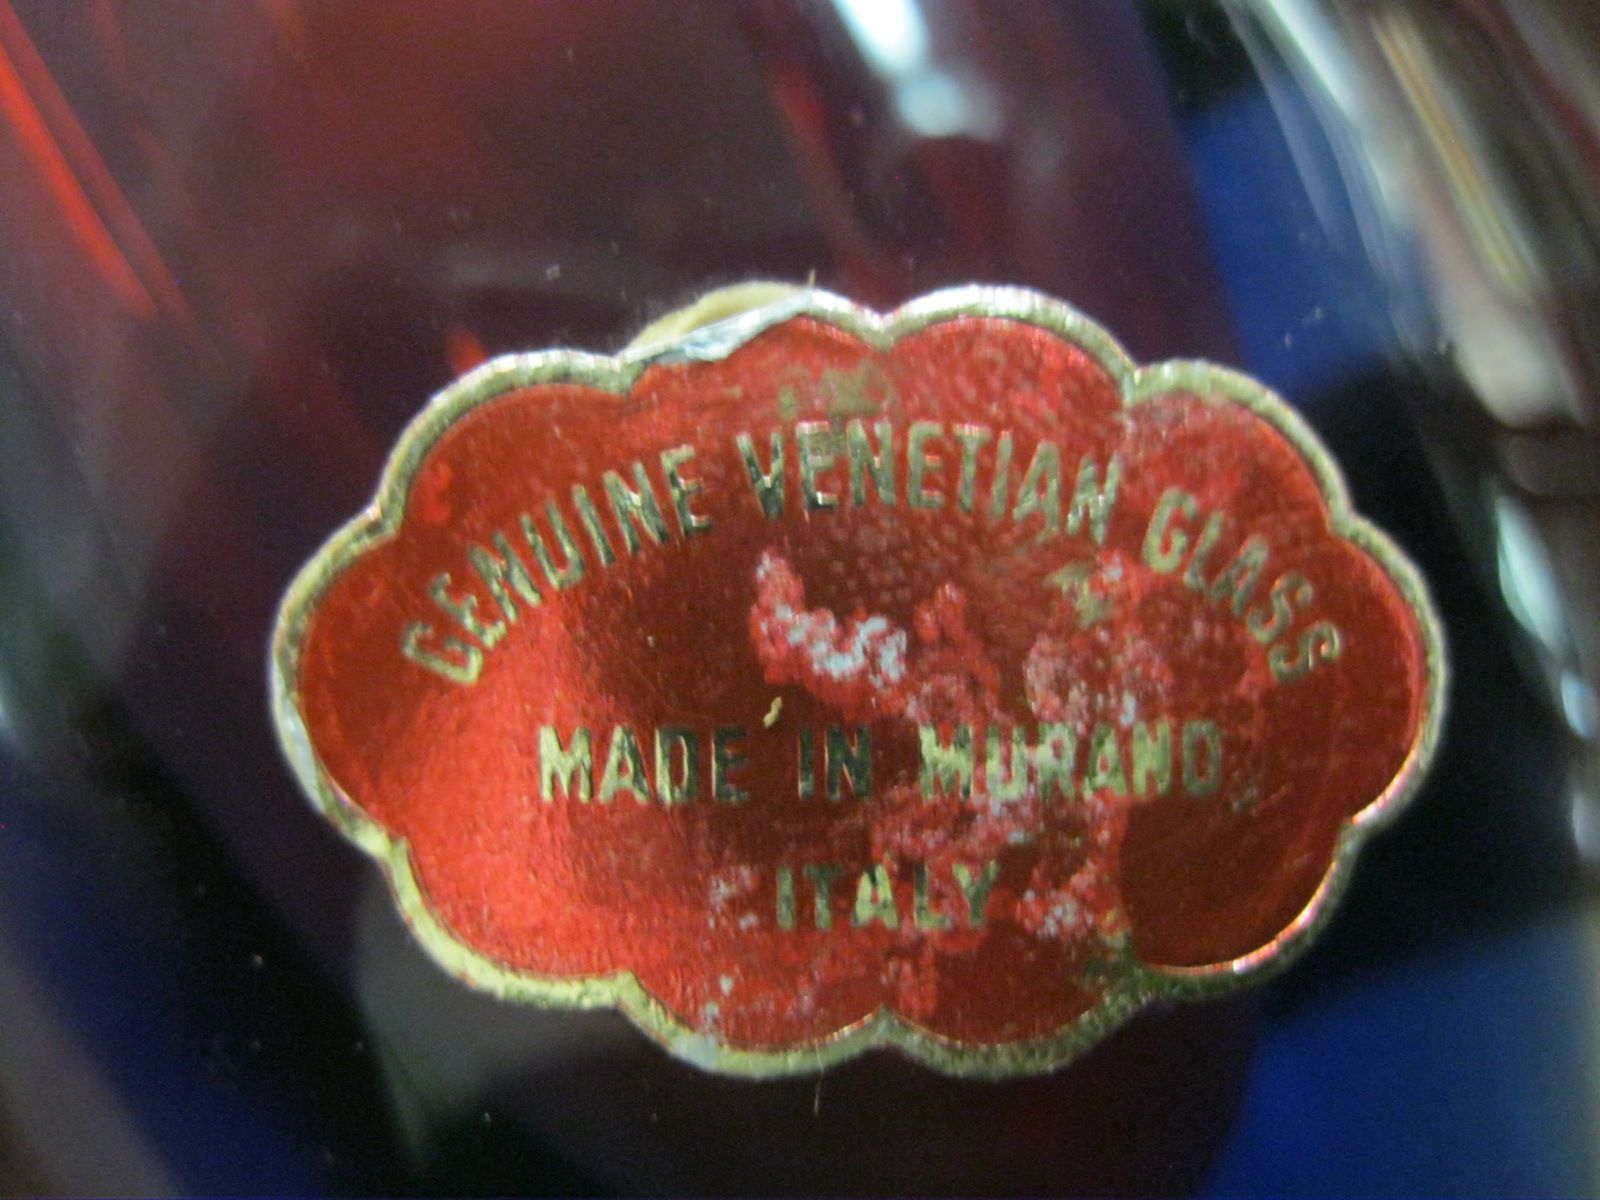 GENUINE VENETIAN GLASS
MADE IN MURANO
ITALY